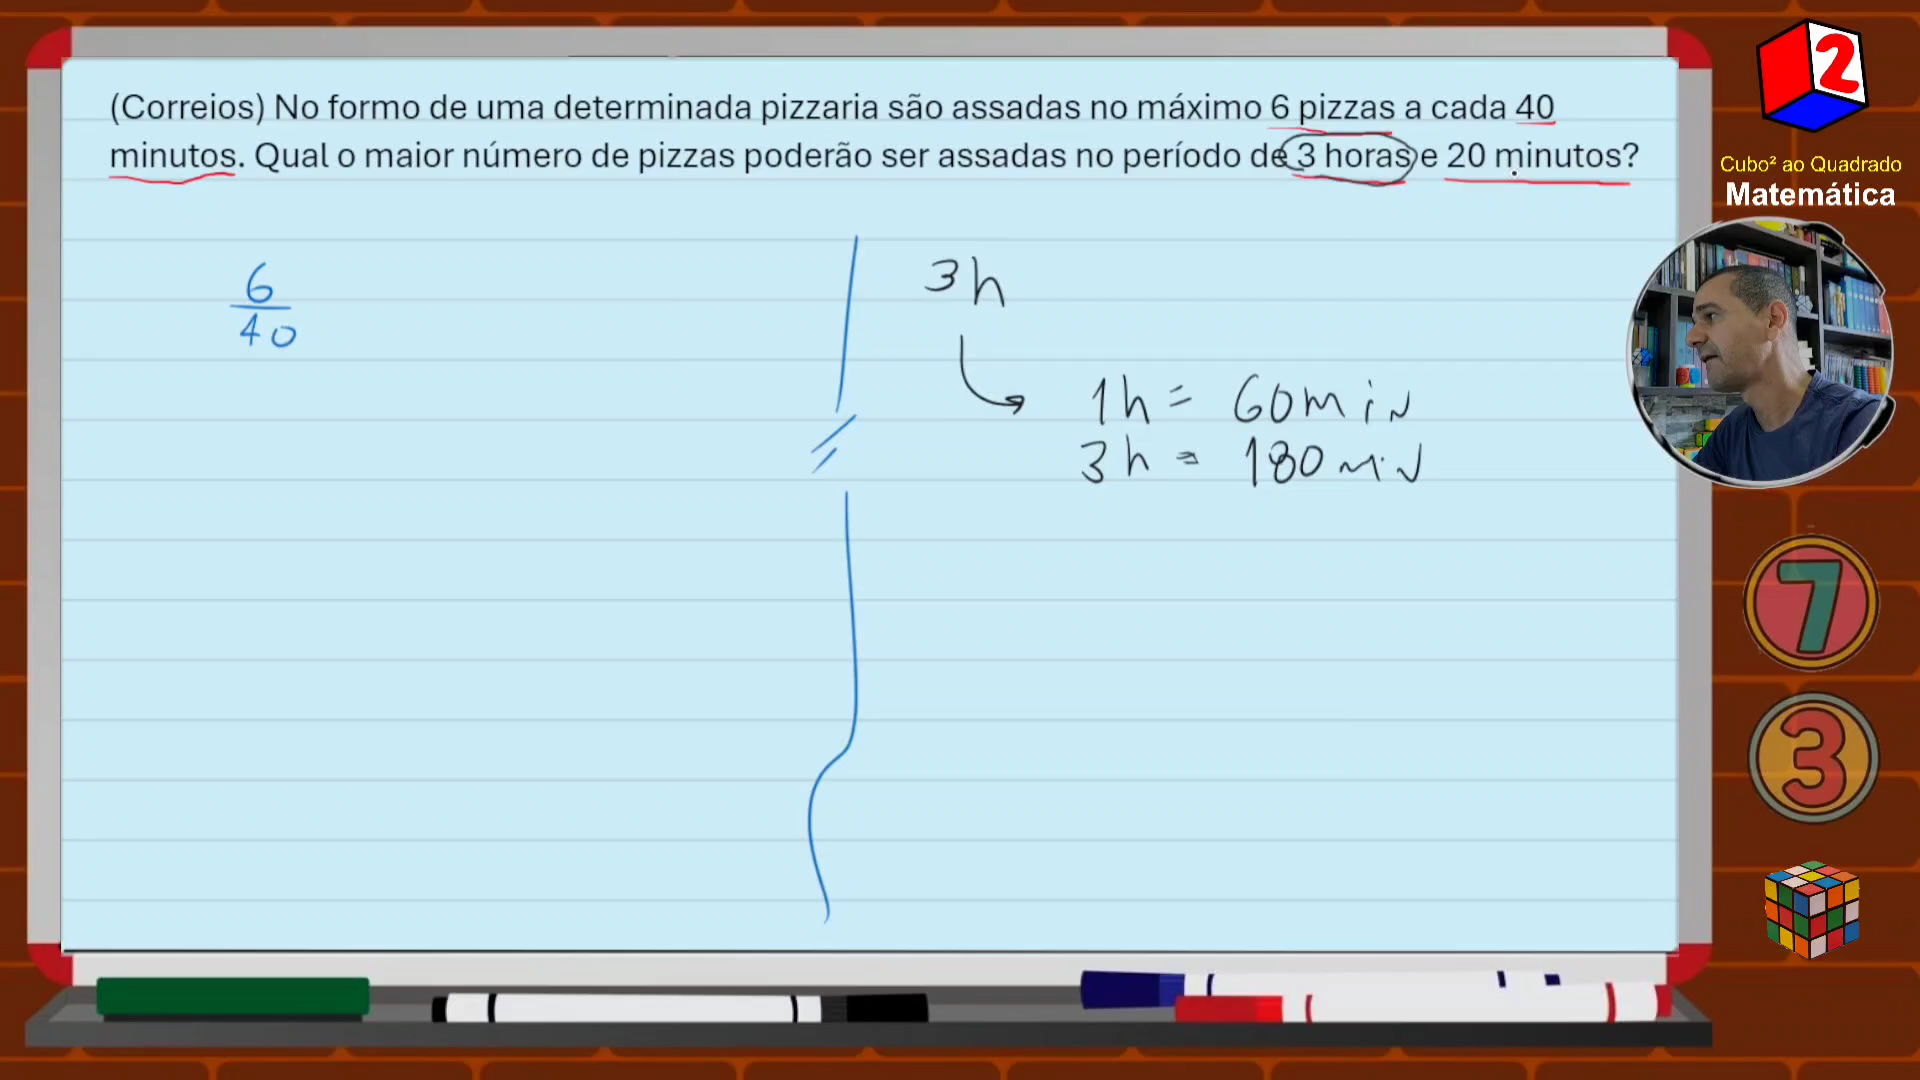 (Correios) No formo de uma determinada pizzaria são assadas no máximo 6 pizzas a cada 40
minutos. Qual o maior número de pizzas poderão ser assadas no período de 3 horas e 20 minutos?
2
Cubo² ao Quadrado
Matemática
6
40
3h
1h = 60min
3h = 180min
7
3